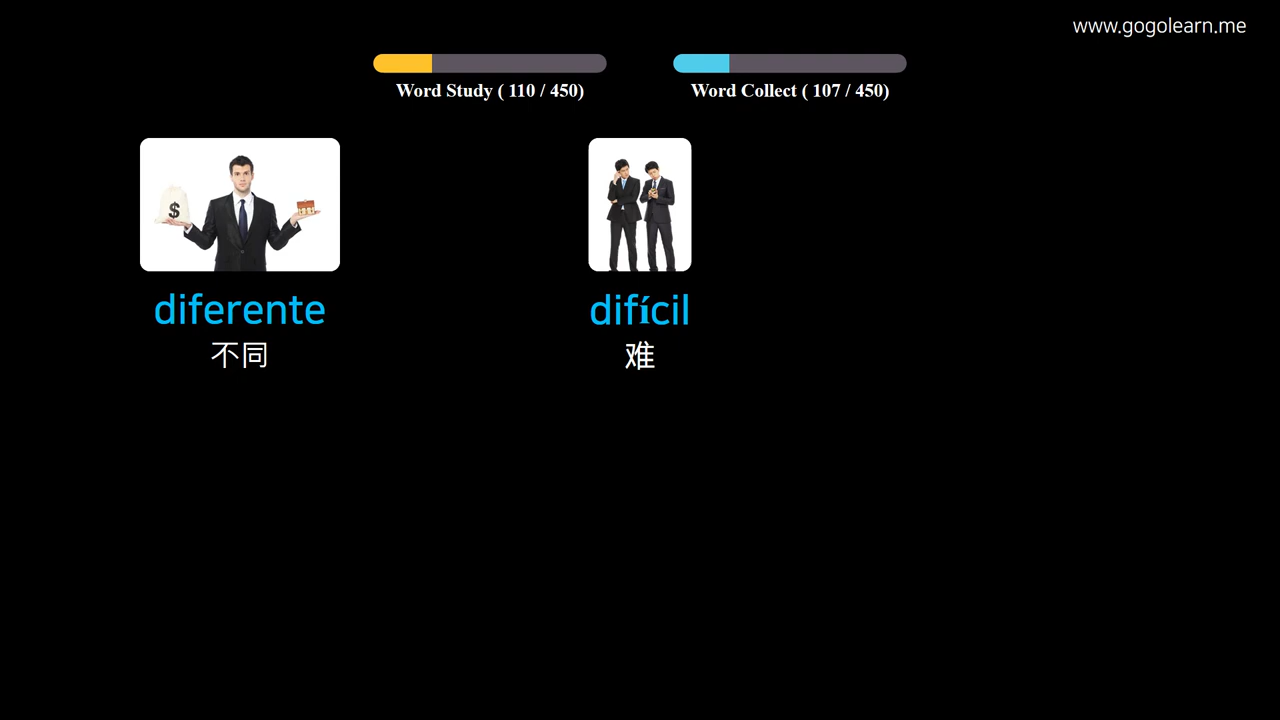 www.gogolearn.me
Word Study ( 110 / 450)
Word Collect ( 107 / 450)
$
diferente
difícil
不同
难